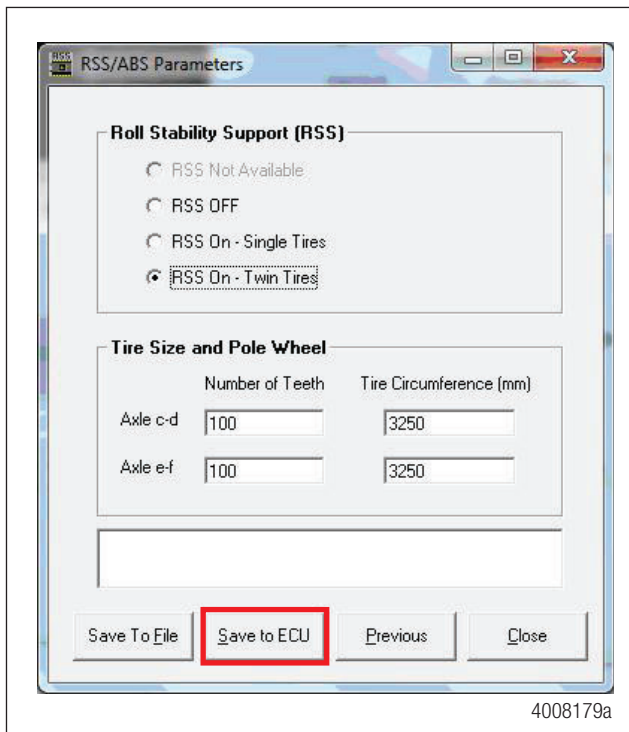 RSS/ABS Parameters
Roll Stability Support (RSS)
RSS Not Available
RSS OFF
RSS On - Single Tires
RSS On - Twin Tires
Tire Size and Pole Wheel
Number of Teeth Tire Circumference (mm)
Axle c-d 100 3250
Axle e-f 100 3250
Save To File Save to ECU Previous Close
4008179a